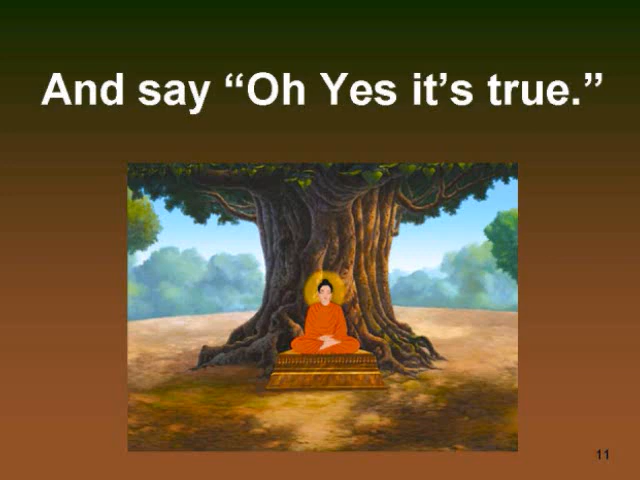 And say “Oh Yes it’s true.”
11